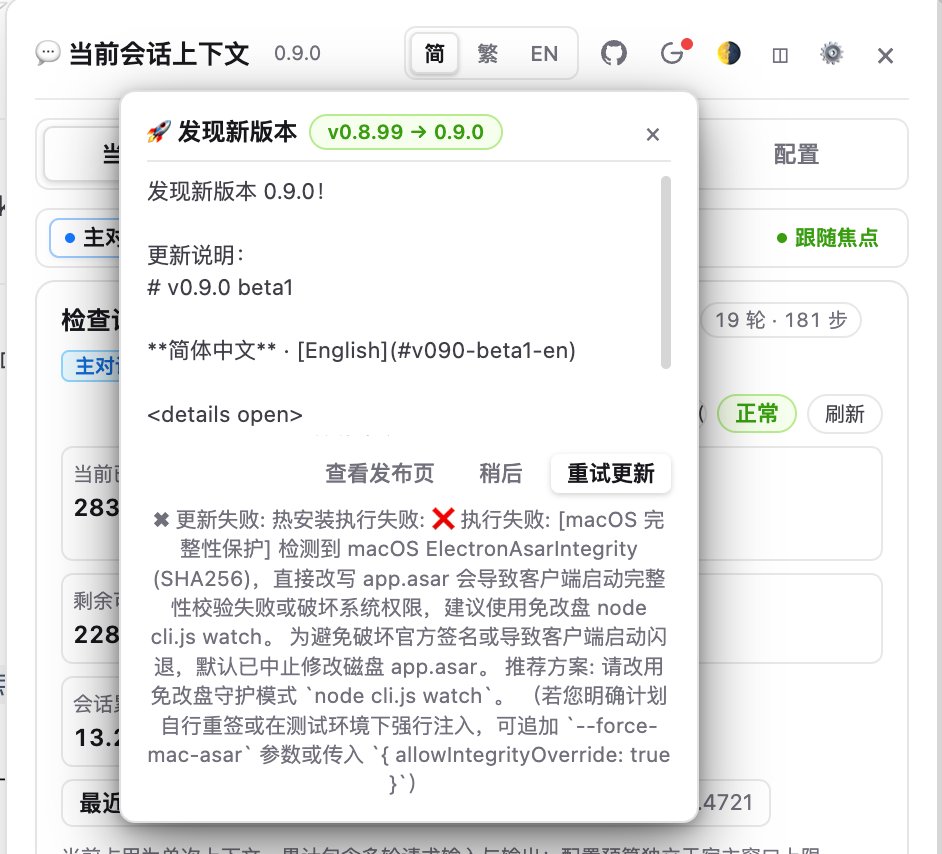 当前会话上下文 0.9.0 简 繁 EN
🚀 发现新版本 v0.8.99 → 0.9.0 ×
配置
发现新版本 0.9.0！
主对
跟随焦点
更新说明：
# v0.9.0 beta1
检查
19 轮 · 181 步
**简体中文** · [English](#v090-beta1-en)
主对
<details open>
正常 刷新
当前
283
查看发布页 稍后 重试更新
✖ 更新失败: 热安装执行失败: ❌ 执行失败: [macOS 完
整性保护] 检测到 macOS ElectronAsarIntegrity
(SHA256)，直接改写 app.asar 会导致客户端启动完整
性校验失败或破坏系统权限，建议使用免改盘 node
cli.js watch。 为避免破坏官方签名或导致客户端启动闪
退，默认已中止修改磁盘 app.asar。 推荐方案: 请改用
免改盘守护模式 `node cli.js watch`。 （若您明确计划
自行重签或在测试环境下强行注入，可追加 `--force-
mac-asar` 参数或传入 `{ allowIntegrityOverride: true
}`)
剩余
228
会话
13.2
最近
.4721